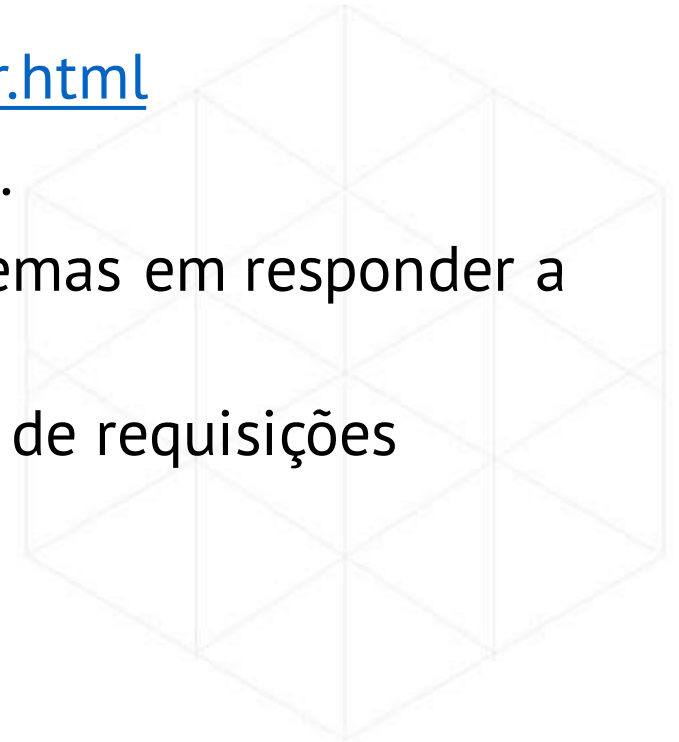 r.html
.
emas em responder a
de requisições